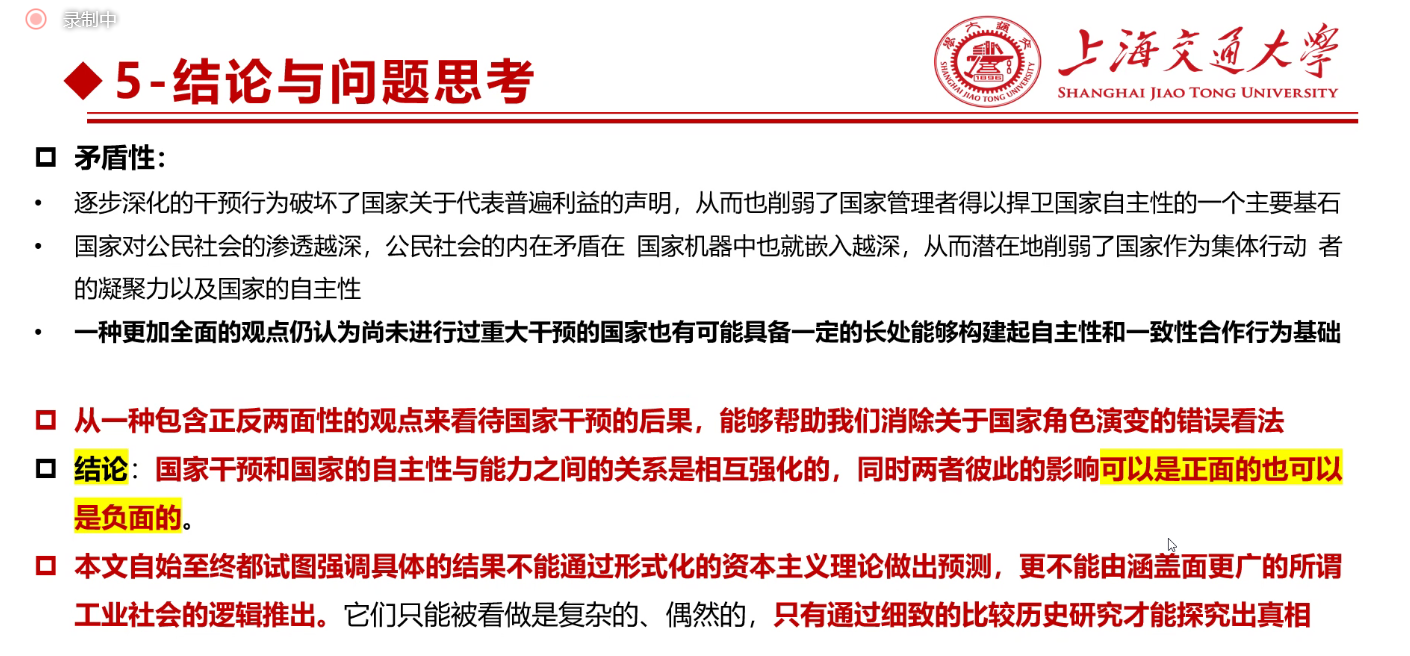 录制中
上海交通大学
SHANGHAI JIAO TONG UNIVERSITY
SHANGHAI JIAO TONG UNIVERSITY
1896
5-结论与问题思考
矛盾性：
• 逐步深化的干预行为破坏了国家关于代表普遍利益的声明，从而也削弱了国家管理者得以捍卫国家自主性的一个主要基石
• 国家对公民社会的渗透越深，公民社会的内在矛盾在 国家机器中也就嵌入越深，从而潜在地削弱了国家作为集体行动 者
的凝聚力以及国家的自主性
• 一种更加全面的观点仍认为尚未进行过重大干预的国家也有可能具备一定的长处能够构建起自主性和一致性合作行为基础
从一种包含正反两面性的观点来看待国家干预的后果，能够帮助我们消除关于国家角色演变的错误看法
结论：国家干预和国家的自主性与能力之间的关系是相互强化的，同时两者彼此的影响可以是正面的也可以
是负面的。
本文自始至终都试图强调具体的结果不能通过形式化的资本主义理论做出预测，更不能由涵盖面更广的所谓
工业社会的逻辑推出。它们只能被看做是复杂的、偶然的，只有通过细致的比较历史研究才能探究出真相